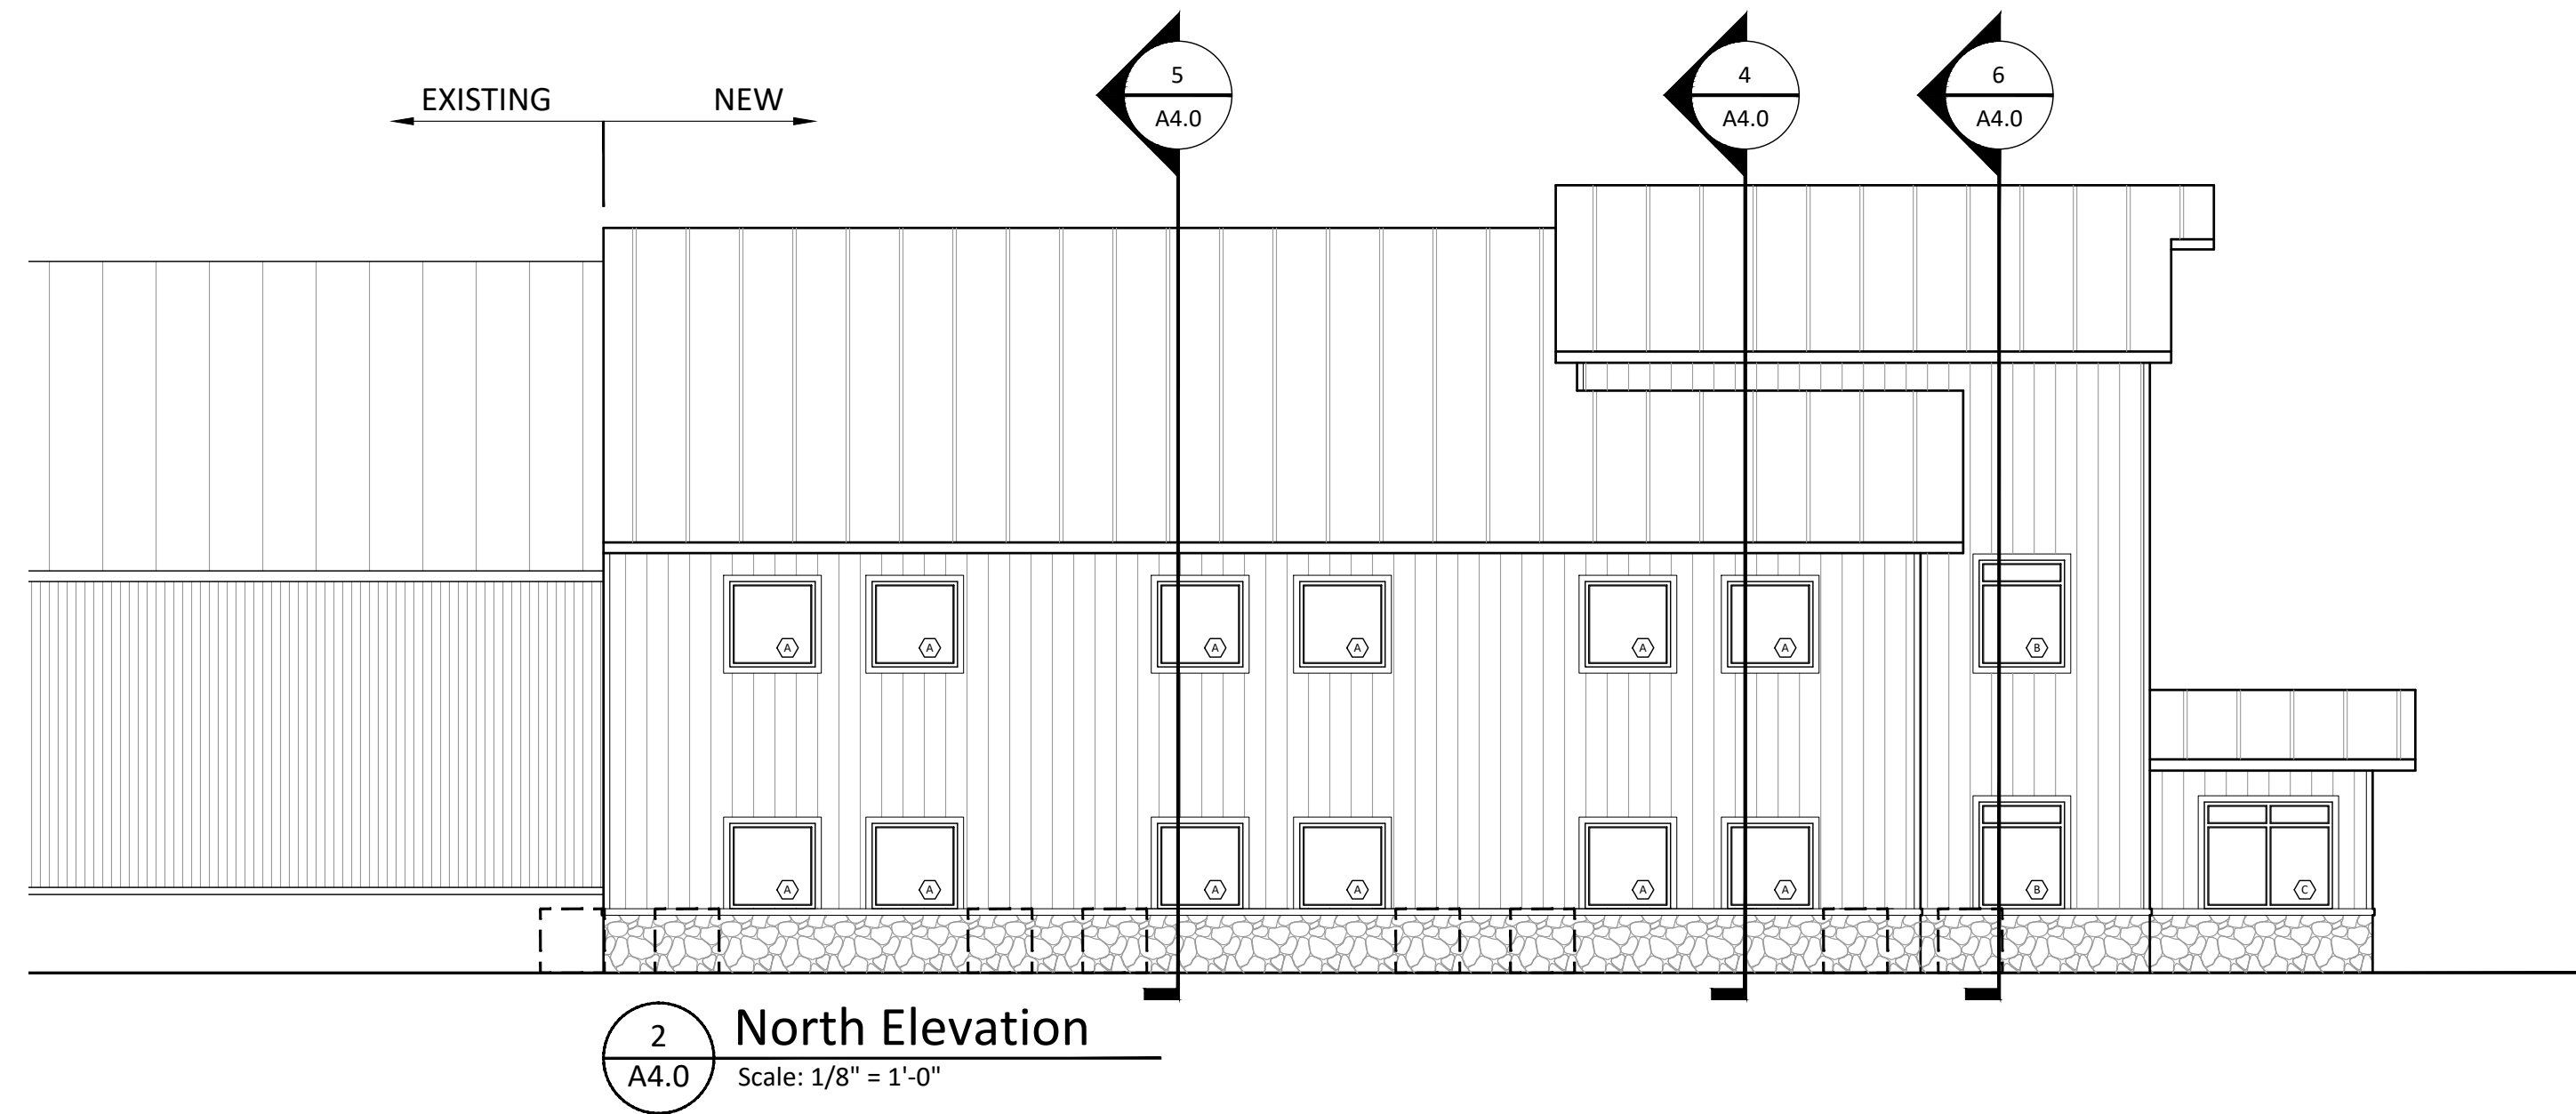 5
A4.0
4
A4.0
6
A4.0
EXISTING NEW
A A A A A A B
A A A A A A B C
2
A4.0
North Elevation
Scale: 1/8" = 1'-0"